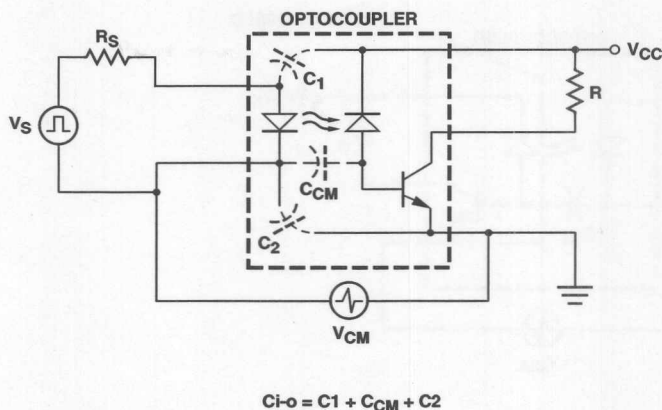 OPTOCOUPLER
RS
C1
VCC
R
VS
CCM
C2
VCM
Ci-o = C1 + CCM + C2